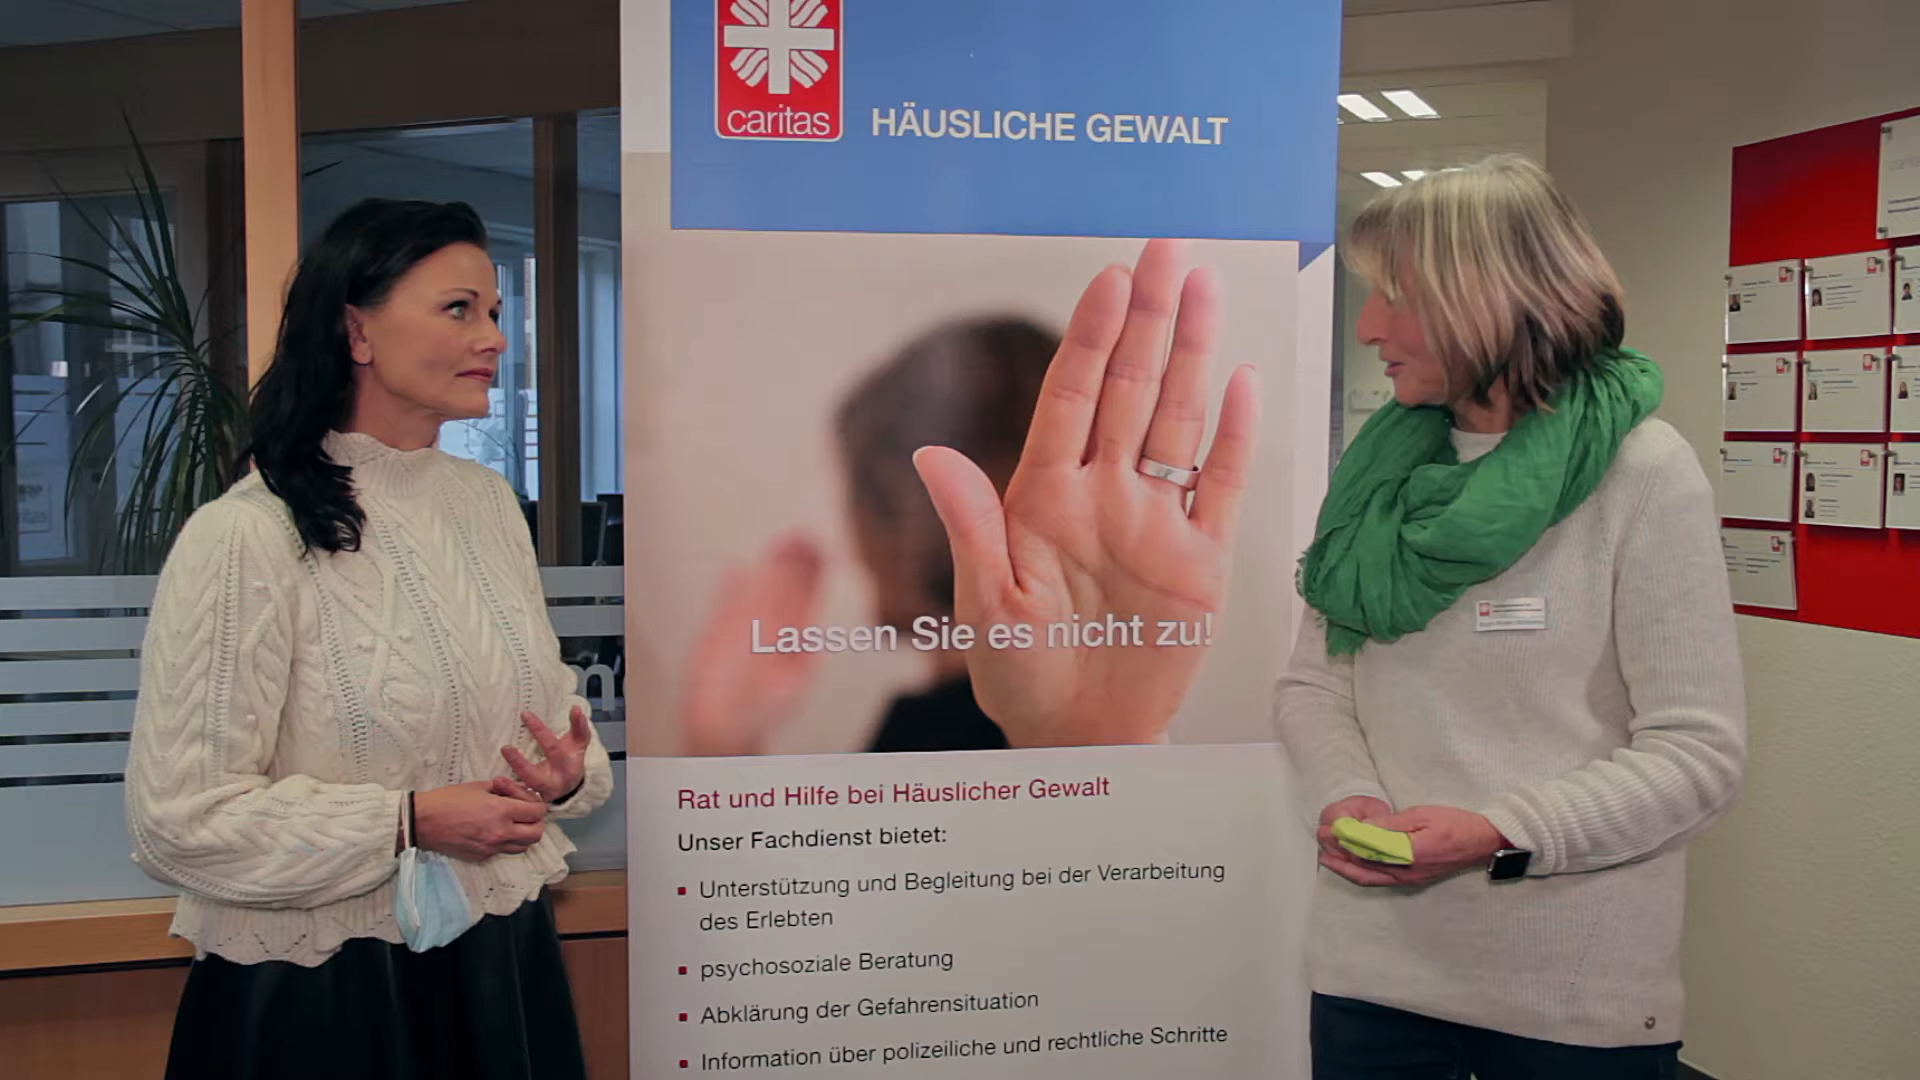 caritas
HÄUSLICHE GEWALT
Lassen Sie es nicht zu!
Rat und Hilfe bei Häuslicher Gewalt
Unser Fachdienst bietet:
▪ Unterstützung und Begleitung bei der Verarbeitung
des Erlebten
▪ psychosoziale Beratung
▪ Abklärung der Gefahrensituation
▪ Information über polizeiliche und rechtliche Schritte